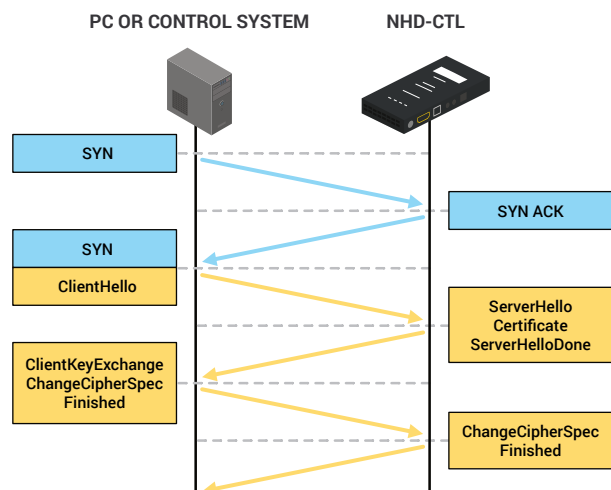 PC OR CONTROL SYSTEM
NHD-CTL
SYN
SYN ACK
SYN
ClientHello
ServerHello
Certificate
ServerHelloDone
ClientKeyExchange
ChangeCipherSpec
Finished
ChangeCipherSpec
Finished